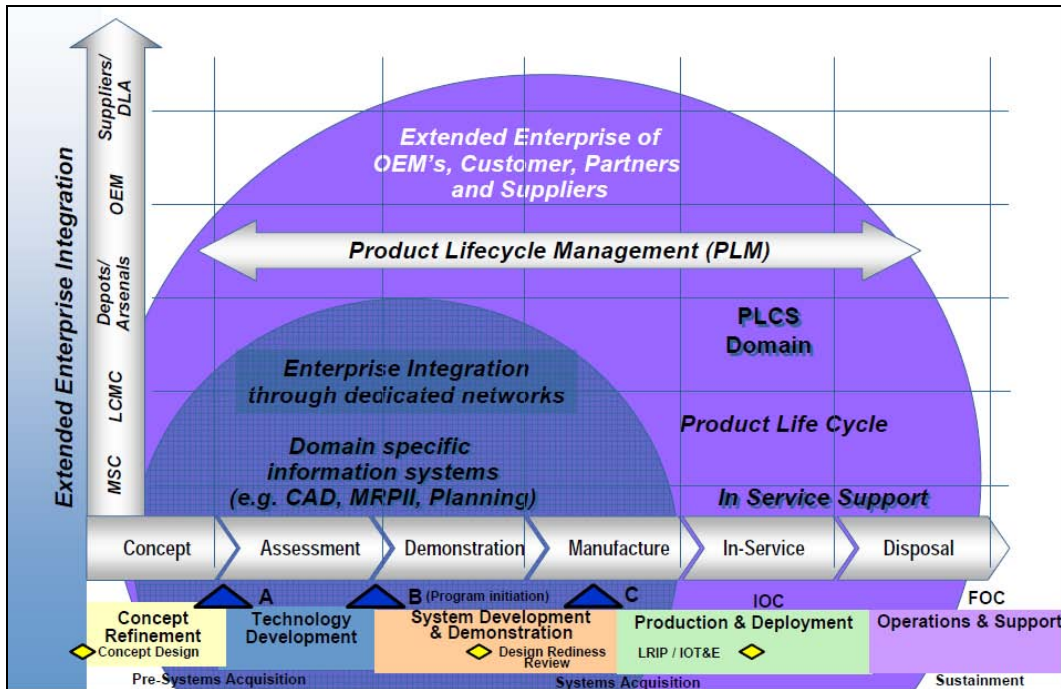 Extended Enterprise Integration
Suppliers/
DLA
OEM
Depots/
Arsenals
LCMC
MSC
Extended Enterprise of
OEM's, Customer, Partners
and Suppliers
Product Lifecycle Management (PLM)
PLCS
Domain
Enterprise Integration
through dedicated networks
Product Life Cycle
Domain specific
information systems
(e.g. CAD, MRPII, Planning)
In Service Support
Concept
Assessment
Demonstration
Manufacture
In-Service
Disposal
A
B (Program initiation)
C
IOC
FOC
Concept
Refinement
Concept Design
Technology
Development
System Development
& Demonstration
Design Rediness
Review
Production & Deployment
LRIP / IOT&E
Operations & Support
Pre-Systems Acquisition
Systems Acquisition
Sustainment